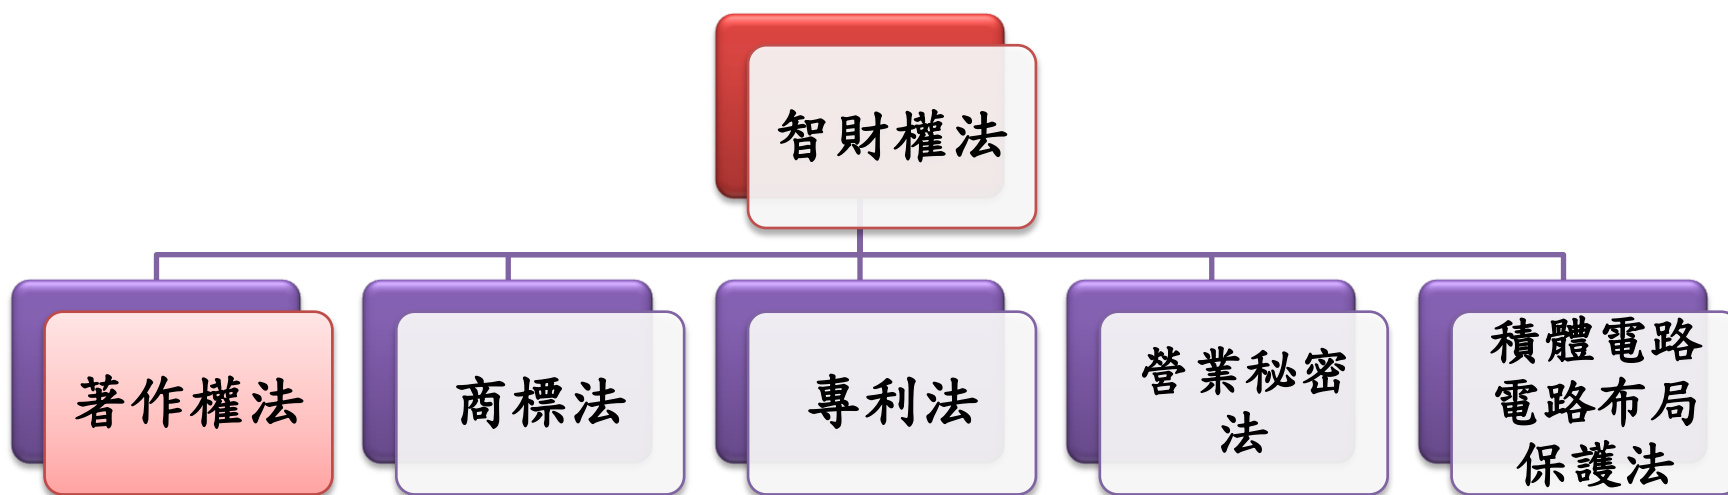 智財權法
著作權法
商標法
專利法
營業秘密
法
積體電路
電路布局
保護法